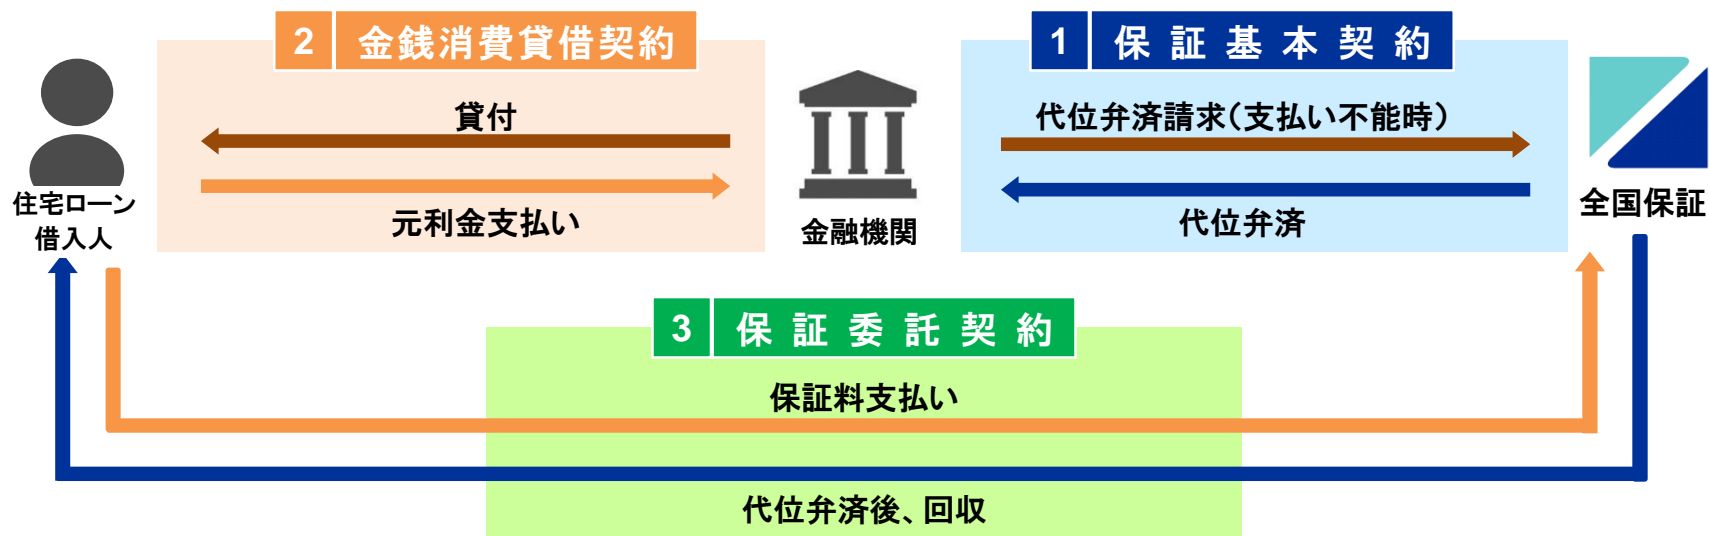 2 金銭消費貸借契約
1 保証基本契約
貸付
代位弁済請求(支払い不能時)
元利金支払い
代位弁済
住宅ローン
借入人
金融機関
全国保証
3 保証委託契約
保証料支払い
代位弁済後、回収